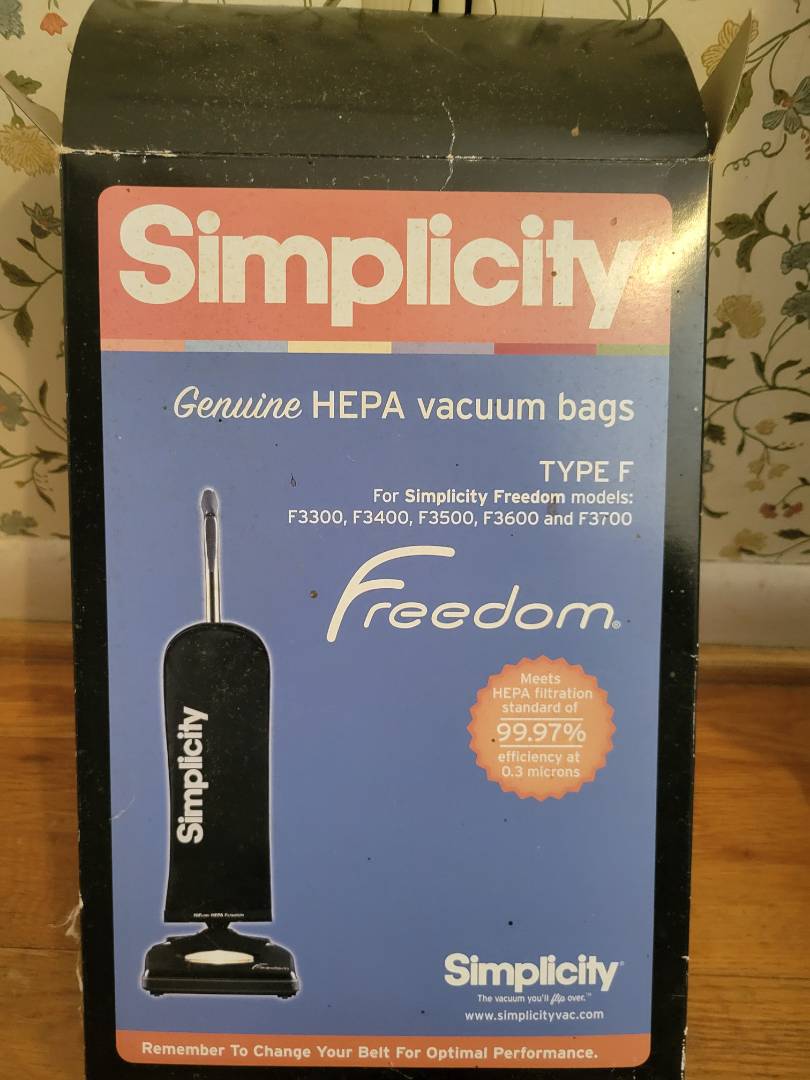 Simplicity
Genuine HEPA vacuum bags
TYPE F
For Simplicity Freedom models:
F3300, F3400, F3500, F3600 and F3700
Freedom®
Meets
HEPA filtration
standard of
99.97%
efficiency at
0.3 microns
Simplicity
Freedom
Simplicity®
The vacuum you'll flip over.™
www.simplicityvac.com
Remember To Change Your Belt For Optimal Performance.